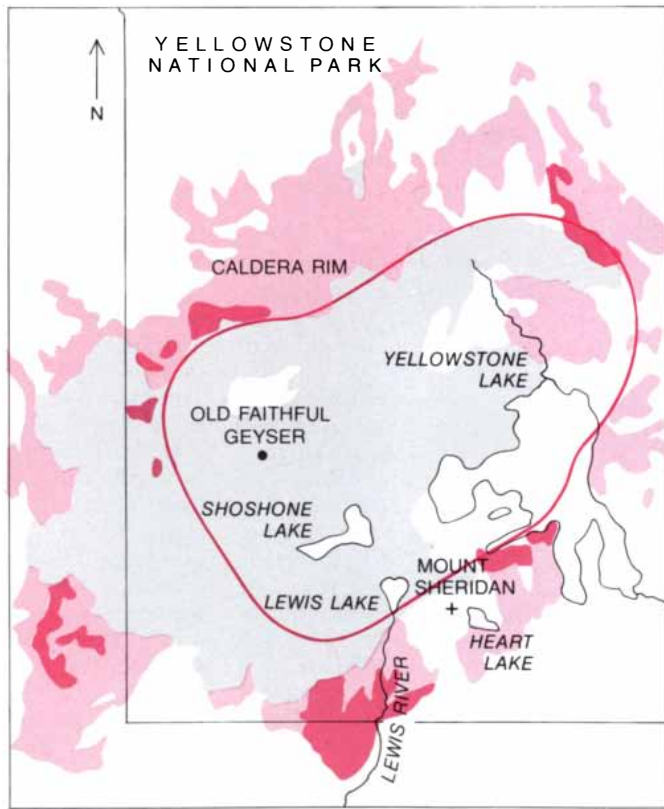 YELLOWSTONE
NATIONAL PARK
N
CALDERA RIM
YELLOWSTONE
LAKE
OLD FAITHFUL
GEYSER
SHOSHONE
LAKE
MOUNT
SHERIDAN
LEWIS LAKE
HEART
LAKE
LEWIS RIVER